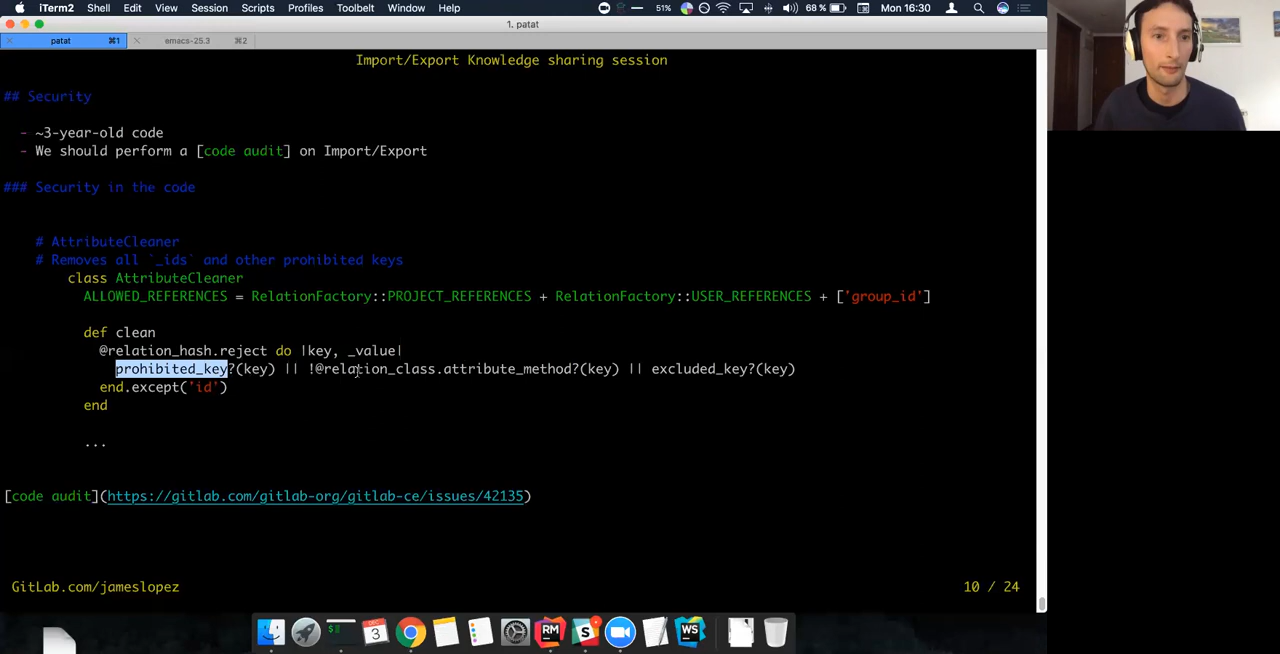 iTerm2 Shell Edit View Session Scripts Profiles Toolbelt Window Help 51% 68% Mon 16:30
1. patat
patat ⌘1 emacs-25.3 ⌘2
Import/Export Knowledge sharing session
## Security
- ~3-year-old code
- We should perform a [code audit] on Import/Export
### Security in the code
# AttributeCleaner
# Removes all `_ids` and other prohibited keys
class AttributeCleaner
ALLOWED_REFERENCES = RelationFactory::PROJECT_REFERENCES + RelationFactory::USER_REFERENCES + ['group_id']
def clean
@relation_hash.reject do |key, _value|
prohibited_key?(key) || !@relation_class.attribute_method?(key) || excluded_key?(key)
end.except('id')
end
...
[code audit](https://gitlab.com/gitlab-org/gitlab-ce/issues/42135)
GitLab.com/jameslopez 10 / 24
DEC
3
RM
S
WS